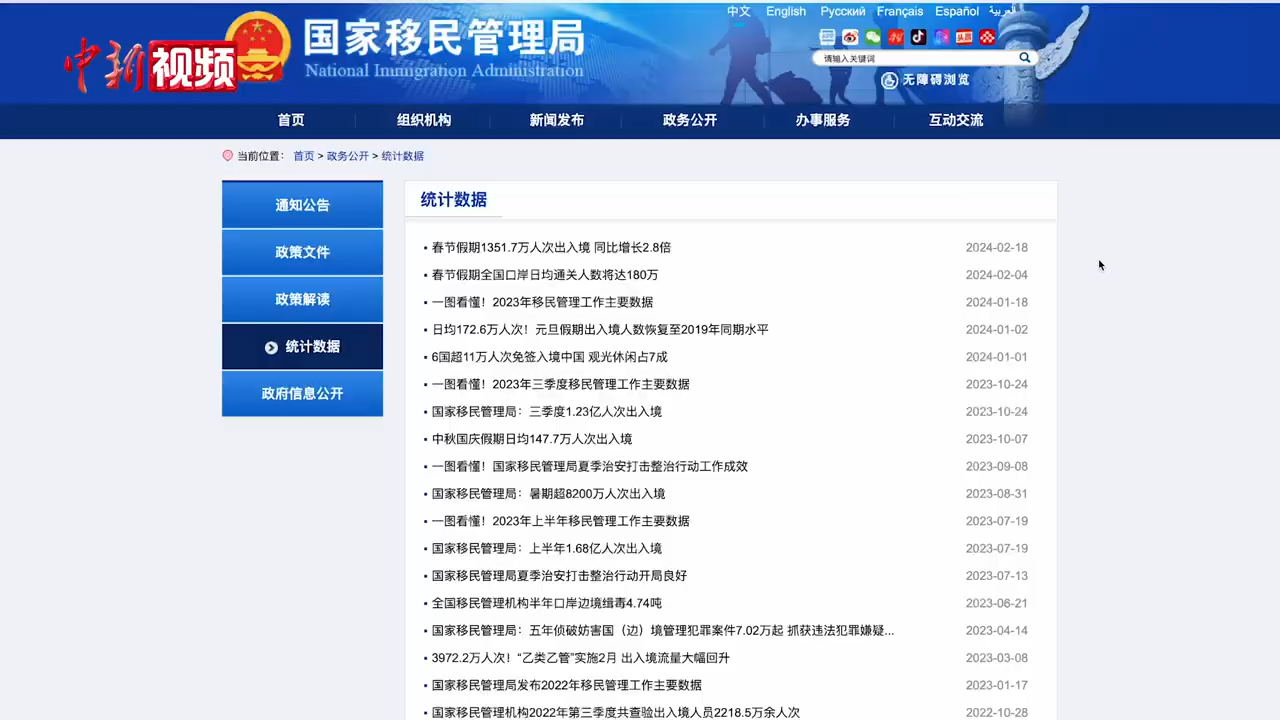 中文 English Русский Français Español العربية
中新视频
国家移民管理局
National Immigration Administration
请输入关键词
无障碍浏览
首页 组织机构 新闻发布 政务公开 办事服务 互动交流
当前位置： 首页 > 政务公开 > 统计数据
通知公告
政策文件
政策解读
统计数据
政府信息公开
统计数据
春节假期1351.7万人次出入境 同比增长2.8倍 2024-02-18
春节假期全国口岸日均通关人数将达180万 2024-02-04
一图看懂！2023年移民管理工作主要数据 2024-01-18
日均172.6万人次！元旦假期出入境人数恢复至2019年同期水平 2024-01-02
6国超11万人次免签入境中国 观光休闲占7成 2024-01-01
一图看懂！2023年三季度移民管理工作主要数据 2023-10-24
国家移民管理局：三季度1.23亿人次出入境 2023-10-24
中秋国庆假期日均147.7万人次出入境 2023-10-07
一图看懂！国家移民管理局夏季治安打击整治行动工作成效 2023-09-08
国家移民管理局：暑期超8200万人次出入境 2023-08-31
一图看懂！2023年上半年移民管理工作主要数据 2023-07-19
国家移民管理局：上半年1.68亿人次出入境 2023-07-19
国家移民管理局夏季治安打击整治行动开局良好 2023-07-13
全国移民管理机构半年口岸边境缉毒4.74吨 2023-06-21
国家移民管理局：五年侦破妨害国（边）境管理犯罪案件7.02万起 抓获违法犯罪嫌疑... 2023-04-14
3972.2万人次！“乙类乙管”实施2月 出入境流量大幅回升 2023-03-08
国家移民管理局发布2022年移民管理工作主要数据 2023-01-17
国家移民管理机构2022年第三季度共查验出入境人员2218.5万余人次 2022-10-28